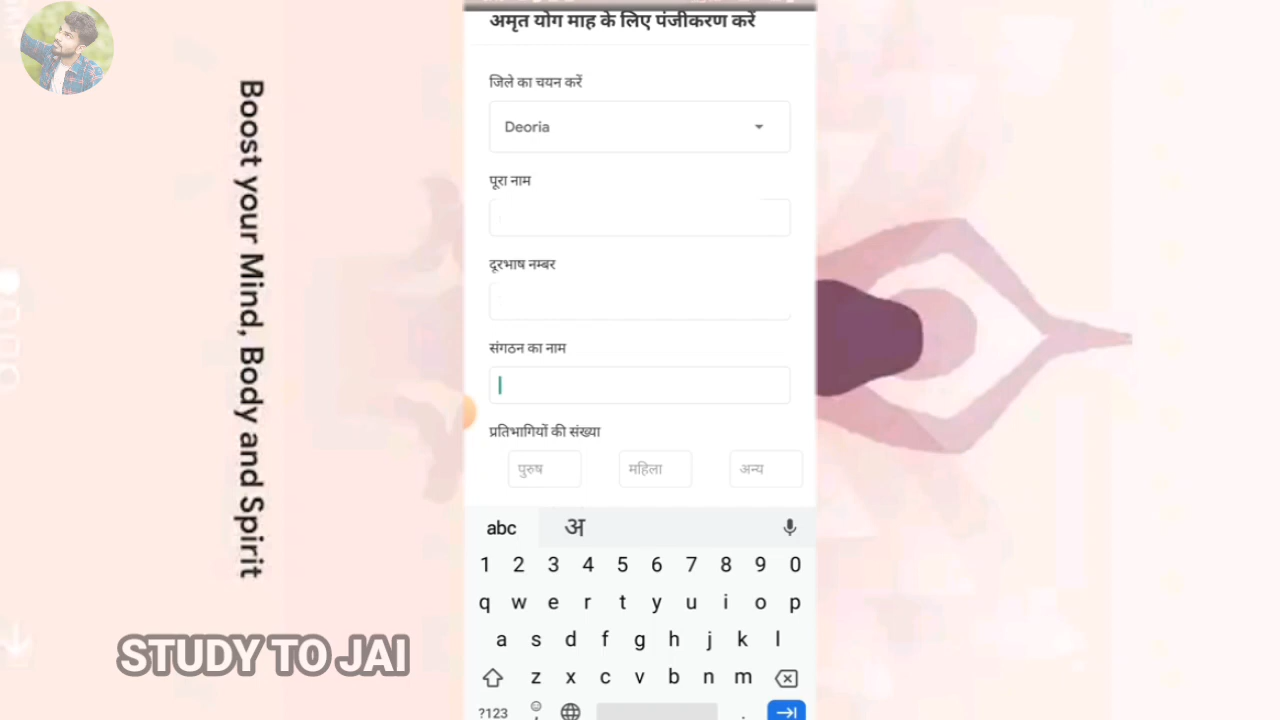 अमृत योग माह के लिए पंजीकरण करें
जिले का चयन करें
Deoria
पूरा नाम
दूरभाष नम्बर
संगठन का नाम
प्रतिभागियों की संख्या
पुरुष महिला अन्य
abc अ
1 2 3 4 5 6 7 8 9 0
q w e r t y u i o p
a s d f g h j k l
z x c v b n m
?123 .
Boost your Mind, Body and Spirit
STUDY TO JAI